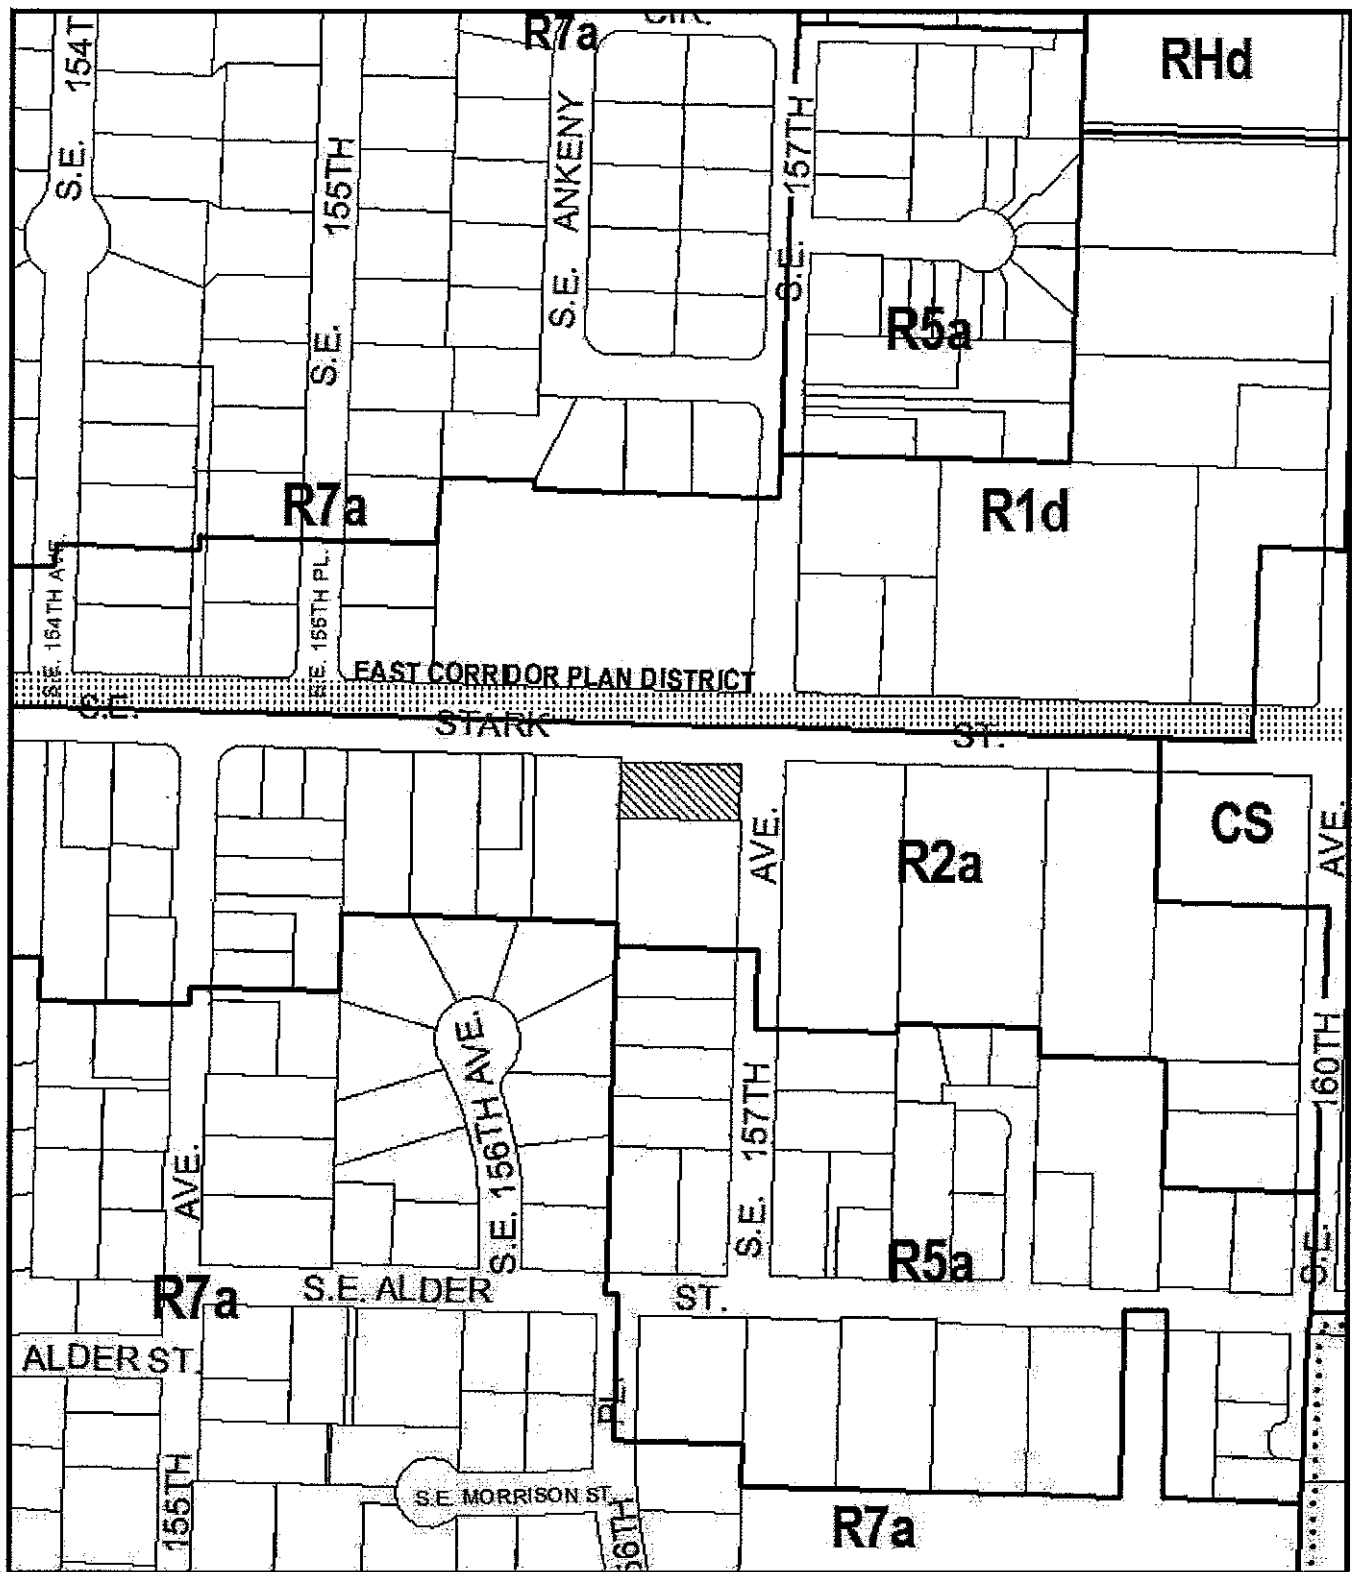 CIR.
R7a
RHd
S.E. 154T
S.E. 155TH
S.E. ANKENY
S.E. 157TH
R5a
R7a
R1d
S.E. 154TH AVE.
S.E. 155TH PL.
EAST CORRIDOR PLAN DISTRICT
S.E. STARK ST.
CS
AVE.
AVE.
R2a
S.E. 156TH AVE.
S.E. 157TH
S.E. 160TH
AVE.
R5a
R7a
S.E. ALDER ST.
ALDER ST.
PL.
155TH
S.E. MORRISON ST.
56TH
R7a